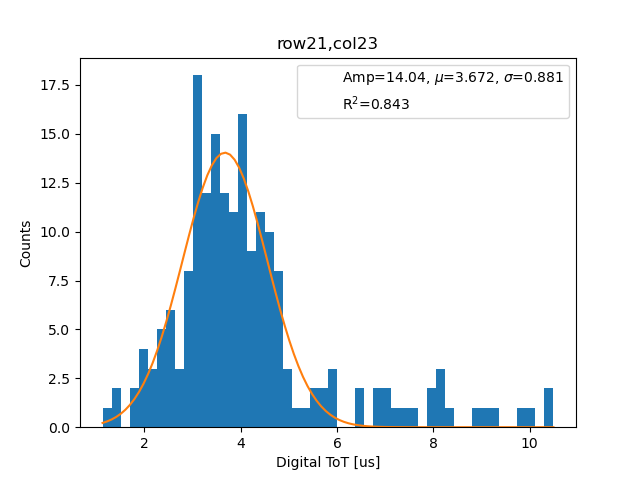 row21,col23
Amp=14.04, μ=3.672, σ=0.881
R²=0.843
17.5
15.0
12.5
10.0
7.5
5.0
2.5
0.0
Counts
2 4 6 8 10
Digital ToT [us]